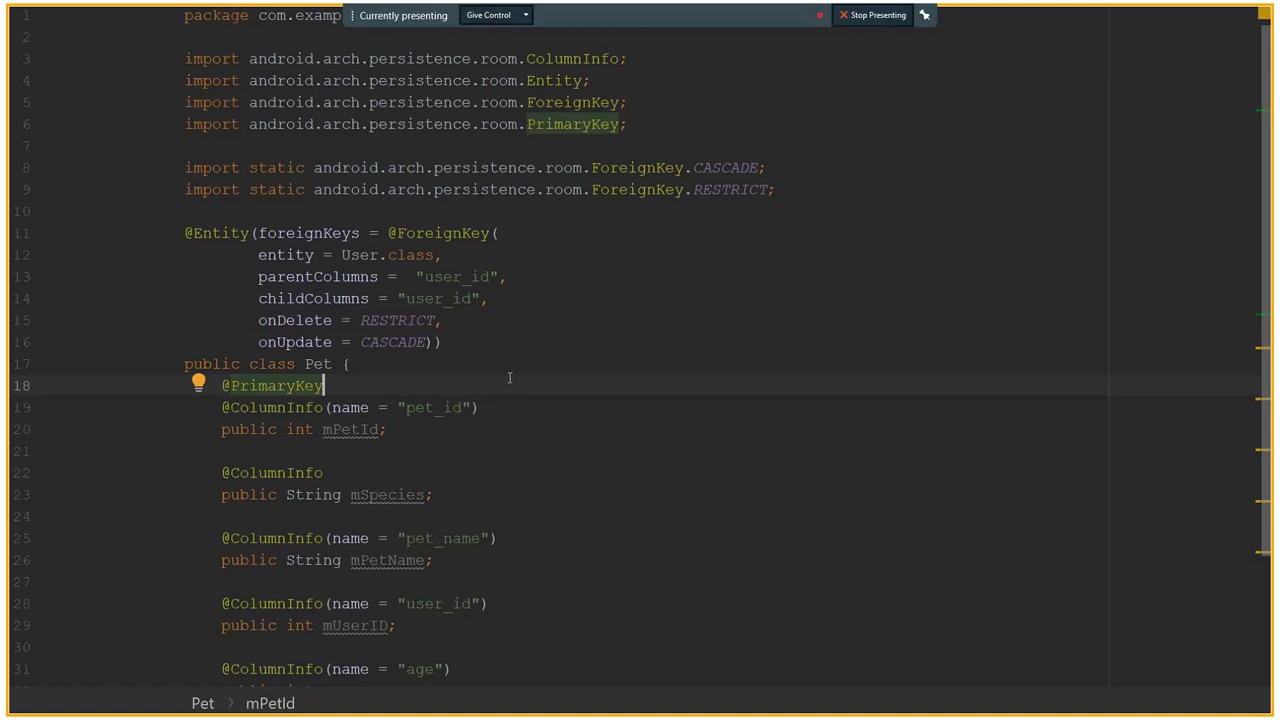 Currently presenting Give Control Stop Presenting
1 package com.examp
2
3 import android.arch.persistence.room.ColumnInfo;
4 import android.arch.persistence.room.Entity;
5 import android.arch.persistence.room.ForeignKey;
6 import android.arch.persistence.room.PrimaryKey;
7
8 import static android.arch.persistence.room.ForeignKey.CASCADE;
9 import static android.arch.persistence.room.ForeignKey.RESTRICT;
10
11 @Entity(foreignKeys = @ForeignKey(
12 entity = User.class,
13 parentColumns =  "user_id",
14 childColumns = "user_id",
15 onDelete = RESTRICT,
16 onUpdate = CASCADE))
17 public class Pet {
18 @PrimaryKey
19 @ColumnInfo(name = "pet_id")
20 public int mPetId;
21
22 @ColumnInfo
23 public String mSpecies;
24
25 @ColumnInfo(name = "pet_name")
26 public String mPetName;
28 @ColumnInfo(name = "user_id")
29 public int mUserID;
30
31 @ColumnInfo(name = "age")
Pet > mPetId